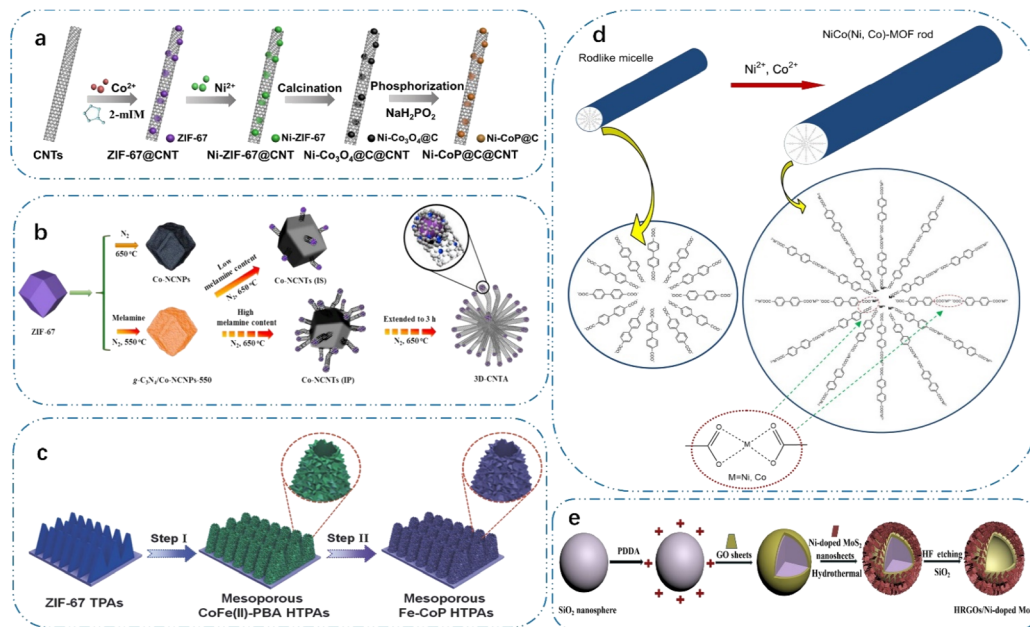 a
Co²⁺
2-mIM
Ni²⁺
Calcination
Phosphorization
NaH₂PO₂
ZIF-67
Ni-ZIF-67
Ni-Co₃O₄@C
Ni-CoP@C
CNTs
ZIF-67@CNT
Ni-ZIF-67@CNT
Ni-Co₃O₄@C@CNT
Ni-CoP@C@CNT
b
ZIF-67
N₂
650 °C
Co-NCNPs
Melamine
N₂, 550 °C
g-C₃N₄/Co-NCNPs-550
Low
melamine content
N₂, 650 °C
Co-NCNTs (IS)
High
melamine content
N₂, 650 °C
Co-NCNTs (IP)
Extended to 3 h
N₂, 650 °C
3D-CNTA
c
Step I
Step II
ZIF-67 TPAs
Mesoporous
CoFe(II)-PBA HTPAs
Mesoporous
Fe-CoP HTPAs
d
Rodlike micelle
Ni²⁺, Co²⁺
NiCo(Ni, Co)-MOF rod
O
O
M
O
O
M=Ni, Co
e
SiO₂ nanosphere
PDDA
GO sheets
Ni-doped MoS₂
nanosheets
Hydrothermal
HF etching
SiO₂
HRGOs/Ni-doped Mo